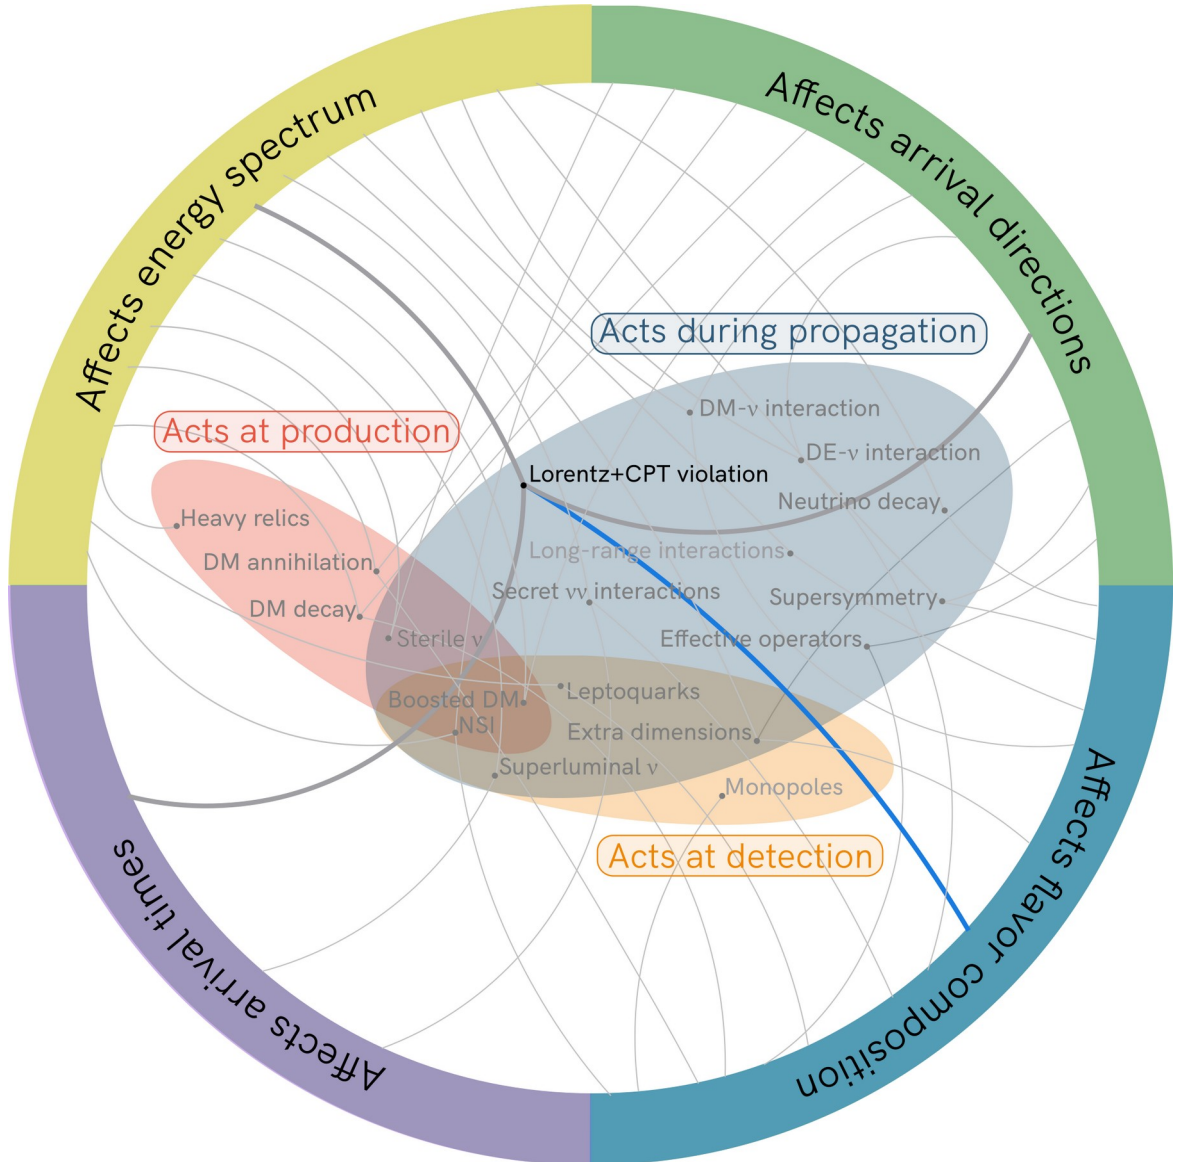 Affects energy spectrum
Affects arrival directions
Acts during propagation
DM-ν interaction
Acts at production
DE-ν interaction
Lorentz+CPT violation
Neutrino decay
Heavy relics
Long-range interactions
DM annihilation
Secret νν interactions
Supersymmetry
DM decay
Sterile ν
Effective operators
Leptoquarks
Boosted DM
NSI
Extra dimensions
Superluminal ν
Monopoles
Acts at detection
Affects arrival times
Affects flavor composition